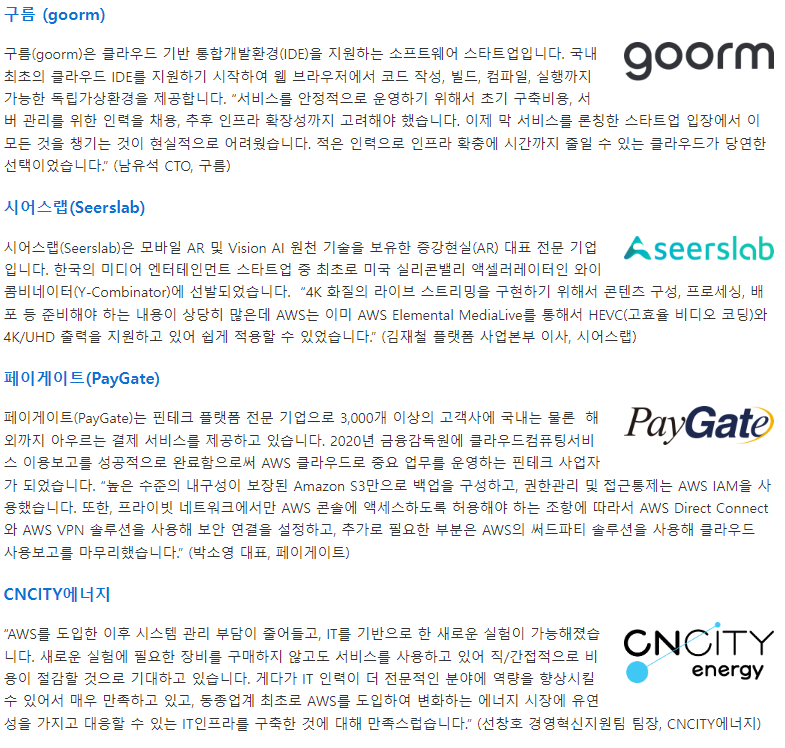 구름 (goorm)
goorm
구름(goorm)은 클라우드 기반 통합개발환경(IDE)을 지원하는 소프트웨어 스타트업입니다. 국내
최초의 클라우드 IDE를 지원하기 시작하여 웹 브라우저에서 코드 작성, 빌드, 컴파일, 실행까지
가능한 독립가상환경을 제공합니다. “서비스를 안정적으로 운영하기 위해서 초기 구축비용, 서
버 관리를 위한 인력을 채용, 추후 인프라 확장성까지 고려해야 했습니다. 이제 막 서비스를 론칭한 스타트업 입장에서 이
모든 것을 챙기는 것이 현실적으로 어려웠습니다. 적은 인력으로 인프라 확충에 시간까지 줄일 수 있는 클라우드가 당연한
선택이었습니다.” (남유석 CTO, 구름)
시어스랩(Seerslab)
seerslab
시어스랩(Seerslab)은 모바일 AR 및 Vision AI 원천 기술을 보유한 증강현실(AR) 대표 전문 기업
입니다. 한국의 미디어 엔터테인먼트 스타트업 중 최초로 미국 실리콘밸리 액셀러레이터인 와이
콤비네이터(Y-Combinator)에 선발되었습니다.  “4K 화질의 라이브 스트리밍을 구현하기 위해서 콘텐츠 구성, 프로세싱, 배
포 등 준비해야 하는 내용이 상당히 많은데 AWS는 이미 AWS Elemental MediaLive를 통해서 HEVC(고효율 비디오 코딩)와
4K/UHD 출력을 지원하고 있어 쉽게 적용할 수 있었습니다.” (김재철 플랫폼 사업본부 이사, 시어스랩)
페이게이트(PayGate)
PayGate
페이게이트(PayGate)는 핀테크 플랫폼 전문 기업으로 3,000개 이상의 고객사에 국내는 물론  해
외까지 아우르는 결제 서비스를 제공하고 있습니다. 2020년 금융감독원에 클라우드컴퓨팅서비
스 이용보고를 성공적으로 완료함으로써 AWS 클라우드로 중요 업무를 운영하는 핀테크 사업자
가 되었습니다. “높은 수준의 내구성이 보장된 Amazon S3만으로 백업을 구성하고, 권한관리 및 접근통제는 AWS IAM을 사
용했습니다. 또한, 프라이빗 네트워크에서만 AWS 콘솔에 액세스하도록 허용해야 하는 조항에 따라서 AWS Direct Connect
와 AWS VPN 솔루션을 사용해 보안 연결을 설정하고, 추가로 필요한 부분은 AWS의 써드파티 솔루션을 사용해 클라우드
사용보고를 마무리했습니다.” (박소영 대표, 페이게이트)
CNCITY에너지
CNCITY
energy
“AWS를 도입한 이후 시스템 관리 부담이 줄어들고, IT를 기반으로 한 새로운 실험이 가능해졌습
니다. 새로운 실험에 필요한 장비를 구매하지 않고도 서비스를 사용하고 있어 직/간접적으로 비
용이 절감할 것으로 기대하고 있습니다. 게다가 IT 인력이 더 전문적인 분야에 역량을 향상시킬
수 있어서 매우 만족하고 있고, 동종업계 최초로 AWS를 도입하여 변화하는 에너지 시장에 유연
성을 가지고 대응할 수 있는 IT인프라를 구축한 것에 대해 만족스럽습니다.” (선창호 경영혁신지원팀 팀장, CNCITY에너지)